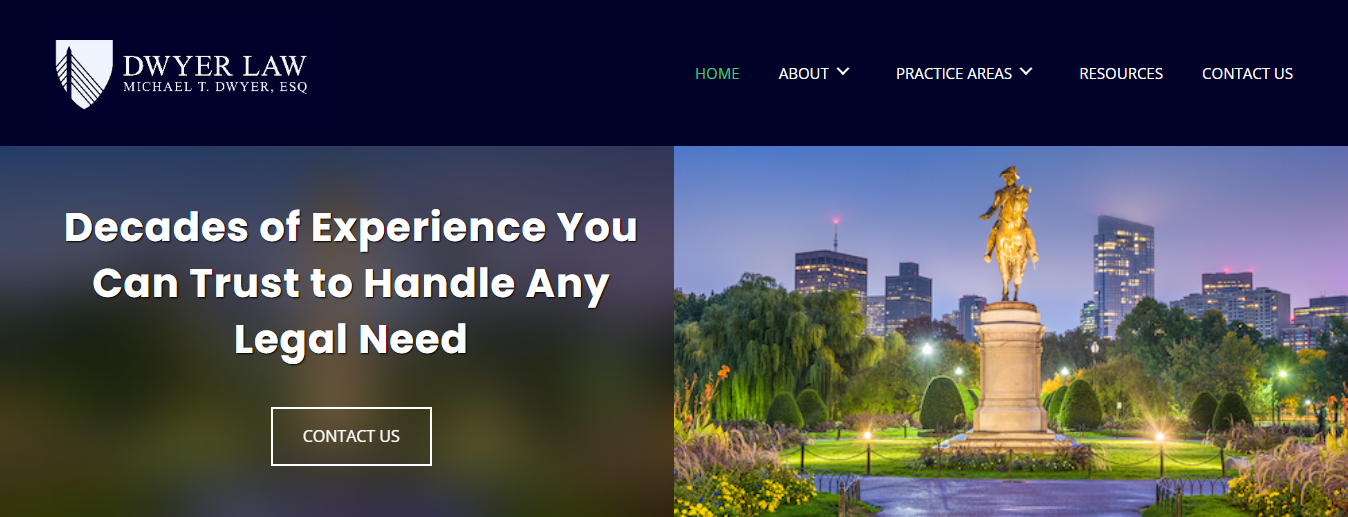 DWYER LAW
MICHAEL T. DWYER, ESQ
HOME ABOUT PRACTICE AREAS RESOURCES CONTACT US
Decades of Experience You
Can Trust to Handle Any
Legal Need
CONTACT US